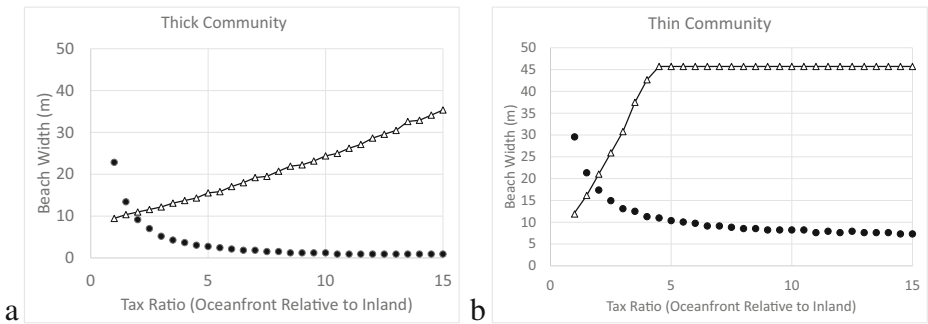 Thick Community
50
40
30
20
10
0
0 5 10 15
Beach Width (m)
Tax Ratio (Oceanfront Relative to Inland)
a
Thin Community
50
45
40
35
30
25
20
15
10
5
0
0 5 10 15
Beach Width (m)
Tax Ratio (Oceanfront Relative to Inland)
b